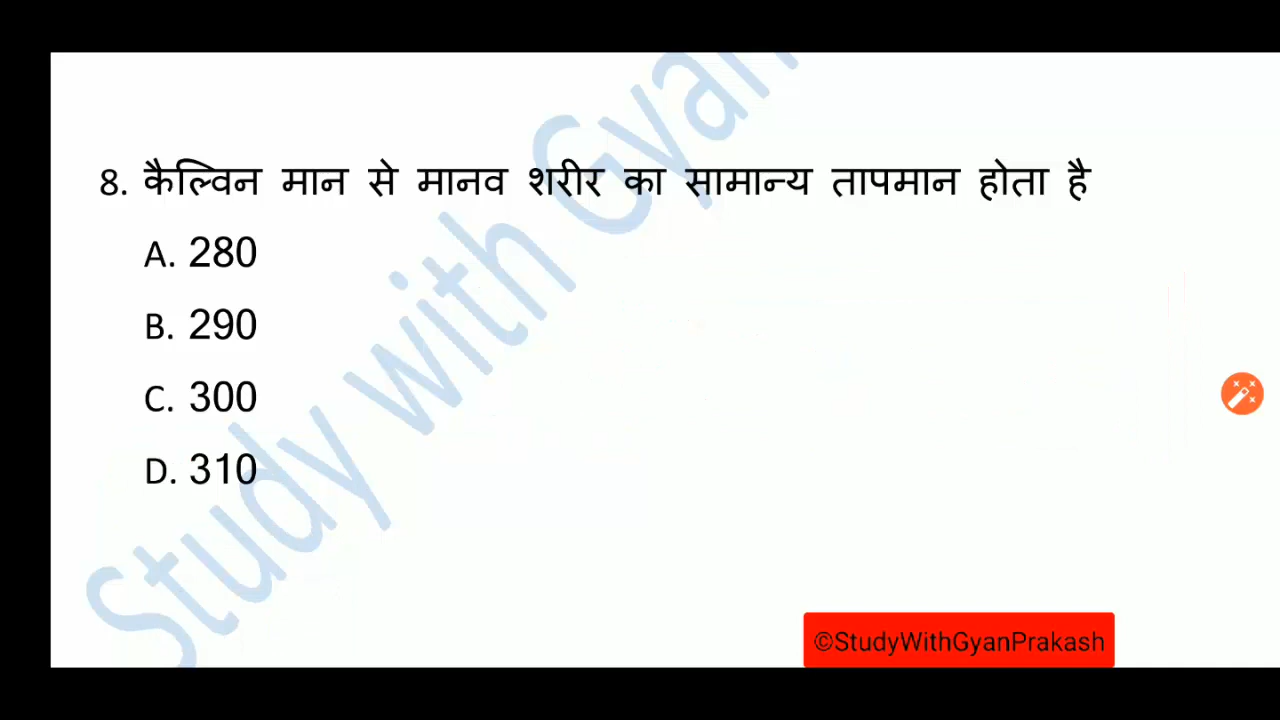 8. कैल्विन मान से मानव शरीर का सामान्य तापमान होता है
A. 280
B. 290
C. 300
D. 310
Study with Gyan
©StudyWithGyanPrakash